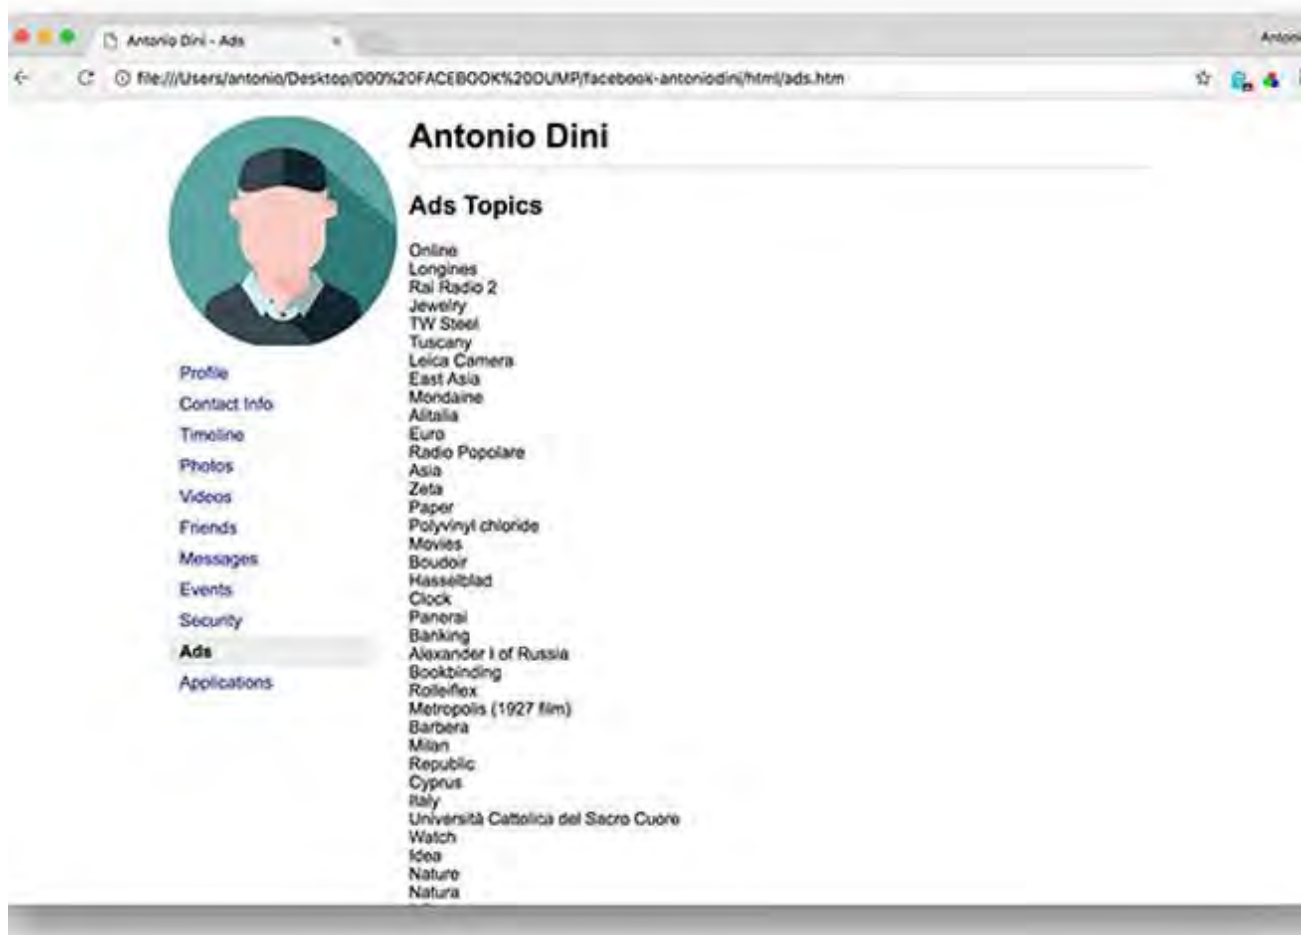 Antonio Dini - Ads
Antoni
file:///Users/antonio/Desktop/000%20FACEBOOK%20DUMP/facebook-antoniodini/html/ads.htm
Antonio Dini
Ads Topics
Online
Longines
Rai Radio 2
Jewelry
TW Steel
Tuscany
Leica Camera
East Asia
Mondaine
Alitalia
Euro
Radio Popolare
Asia
Zeta
Paper
Polyvinyl chloride
Movies
Boudoir
Hasselblad
Clock
Panerai
Banking
Alexander I of Russia
Bookbinding
Rolleiflex
Metropolis (1927 film)
Barbera
Milan
Republic
Cyprus
Italy
Università Cattolica del Sacro Cuore
Watch
Idea
Nature
Natura
Profile
Contact Info
Timeline
Photos
Videos
Friends
Messages
Events
Security
Ads
Applications